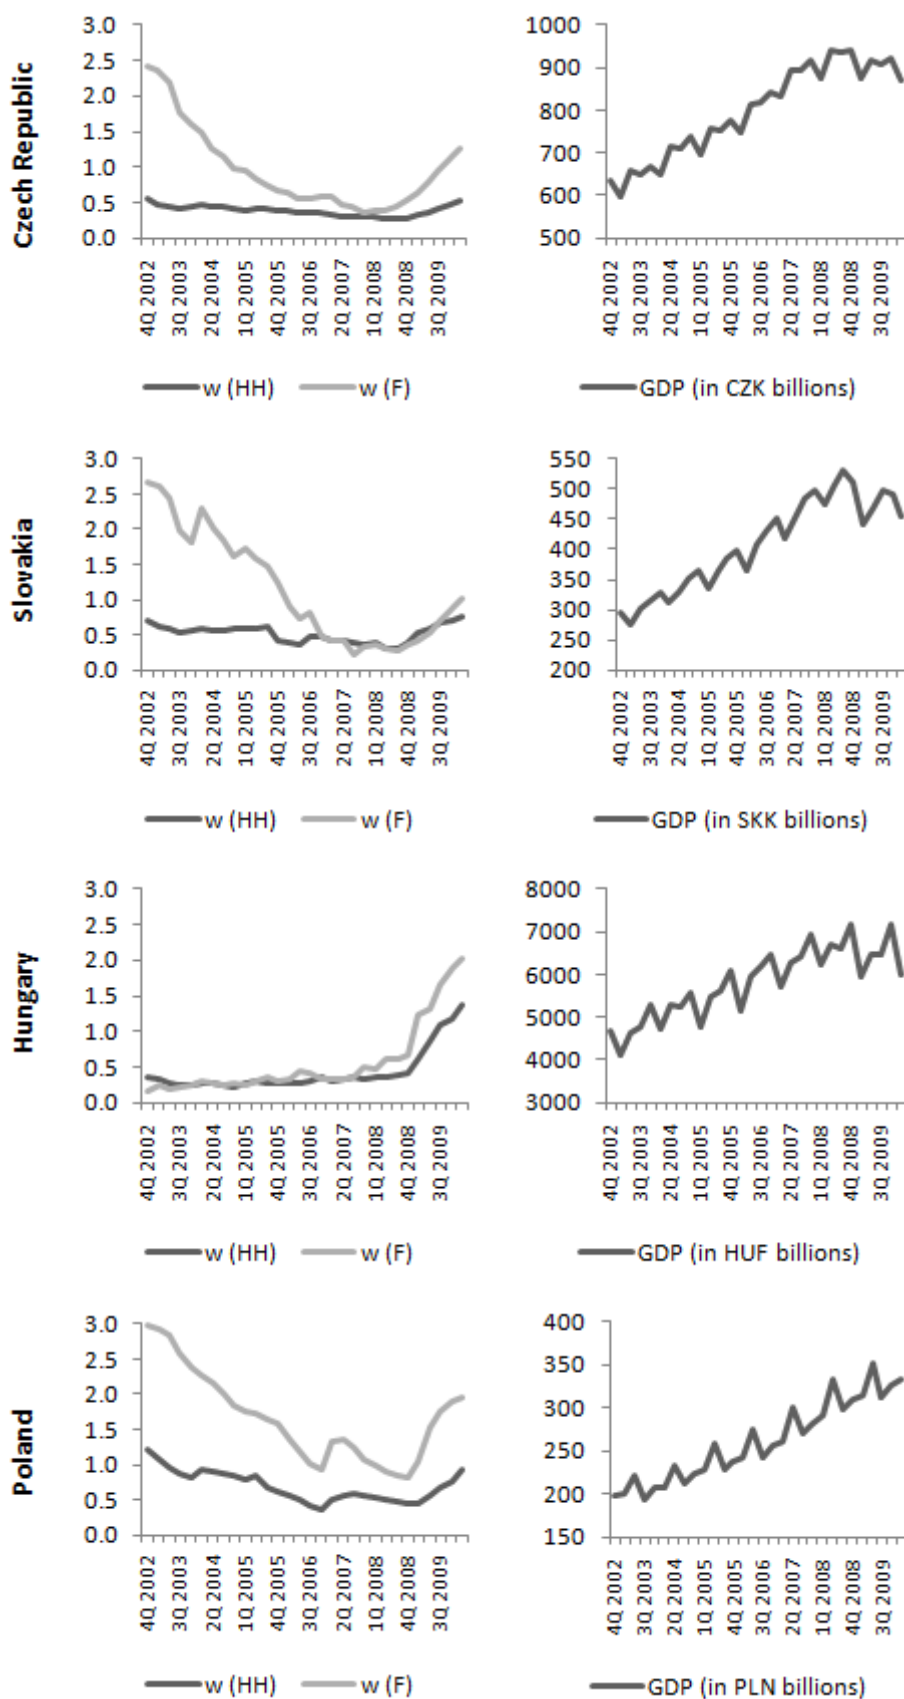 Czech Republic
3.0
2.5
2.0
1.5
1.0
0.5
0.0
4Q 2002
3Q 2003
2Q 2004
1Q 2005
4Q 2005
3Q 2006
2Q 2007
1Q 2008
4Q 2008
3Q 2009
w (HH) w (F)
1000
900
800
700
600
500
4Q 2002
3Q 2003
2Q 2004
1Q 2005
4Q 2005
3Q 2006
2Q 2007
1Q 2008
4Q 2008
3Q 2009
GDP (in CZK billions)
Slovakia
3.0
2.5
2.0
1.5
1.0
0.5
0.0
4Q 2002
3Q 2003
2Q 2004
1Q 2005
4Q 2005
3Q 2006
2Q 2007
1Q 2008
4Q 2008
3Q 2009
w (HH) w (F)
550
500
450
400
350
300
250
200
4Q 2002
3Q 2003
2Q 2004
1Q 2005
4Q 2005
3Q 2006
2Q 2007
1Q 2008
4Q 2008
3Q 2009
GDP (in SKK billions)
Hungary
3.0
2.5
2.0
1.5
1.0
0.5
0.0
4Q 2002
3Q 2003
2Q 2004
1Q 2005
4Q 2005
3Q 2006
2Q 2007
1Q 2008
4Q 2008
3Q 2009
w (HH) w (F)
8000
7000
6000
5000
4000
3000
4Q 2002
3Q 2003
2Q 2004
1Q 2005
4Q 2005
3Q 2006
2Q 2007
1Q 2008
4Q 2008
3Q 2009
GDP (in HUF billions)
Poland
3.0
2.5
2.0
1.5
1.0
0.5
0.0
4Q 2002
3Q 2003
2Q 2004
1Q 2005
4Q 2005
3Q 2006
2Q 2007
1Q 2008
4Q 2008
3Q 2009
w (HH) w (F)
400
350
300
250
200
150
4Q 2002
3Q 2003
2Q 2004
1Q 2005
4Q 2005
3Q 2006
2Q 2007
1Q 2008
4Q 2008
3Q 2009
GDP (in PLN billions)